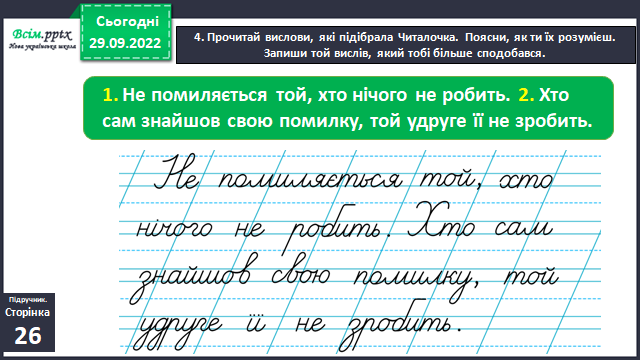 Всім.pptx
Нова українська школа
Сьогодні
29.09.2022
4. Прочитай вислови, які підібрала Читалочка. Поясни, як ти їх розумієш.
Запиши той вислів, який тобі більше сподобався.
1. Не помиляється той, хто нічого не робить. 2. Хто
сам знайшов свою помилку, той удруге її не зробить.
Не помиляється той, хто
нічого не робить. Хто сам
знайшов свою помилку, той
удруге її не зробить.
Підручник.
Сторінка
26